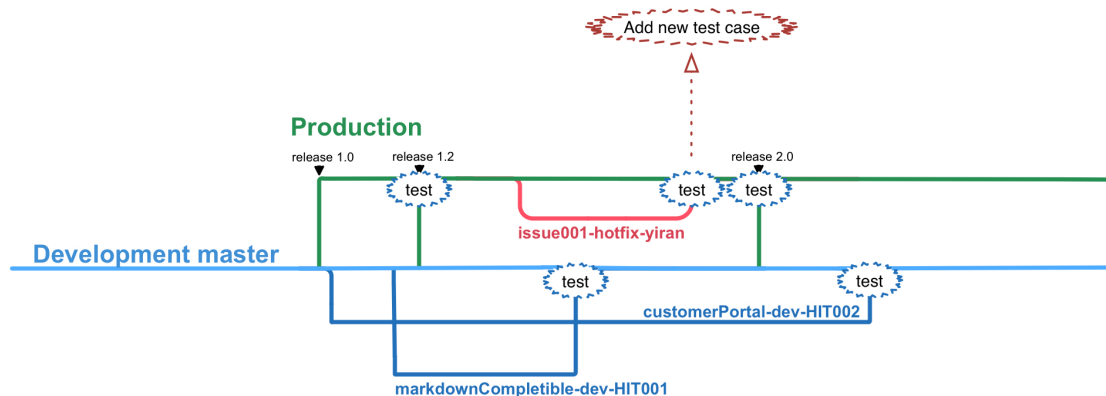 Add new test case
Production
release 1.0
release 1.2
release 2.0
test
test
test
issue001-hotfix-yiran
Development master
test
test
customerPortal-dev-HIT002
markdownCompletible-dev-HIT001